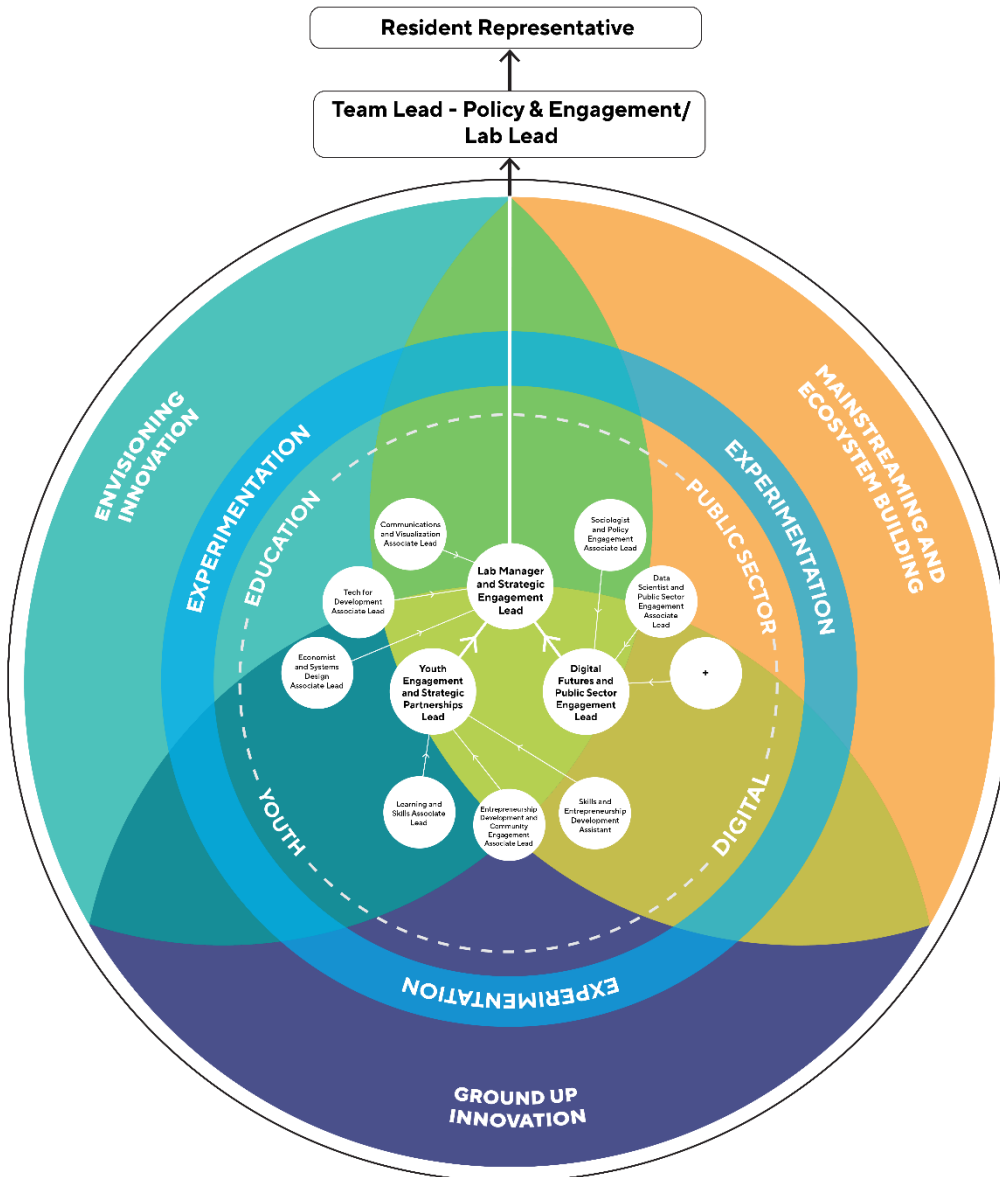 Resident Representative
Team Lead - Policy & Engagement/
Lab Lead
ENVISIONING
INNOVATION
MAINSTREAMING AND
ECOSYSTEM BUILDING
EXPERIMENTATION
EXPERIMENTATION
EDUCATION
PUBLIC SECTOR
Communications
and Visualization
Associate Lead
Sociologist
and Policy
Engagement
Associate Lead
Lab Manager
and Strategic
Engagement
Lead
Tech for
Development
Associate Lead
Data
Scientist and
Public Sector
Engagement
Associate
Lead
Economist
and Systems
Design
Associate Lead
Youth
Engagement
and Strategic
Partnerships
Lead
Digital
Futures and
Public Sector
Engagement
Lead
+
Learning and
Skills Associate
Lead
Entrepreneurship
Development and
Community
Engagement
Associate Lead
Skills and
Entrepreneurship
Development
Assistant
YOUTH
DIGITAL
EXPERIMENTATION
GROUND UP
INNOVATION